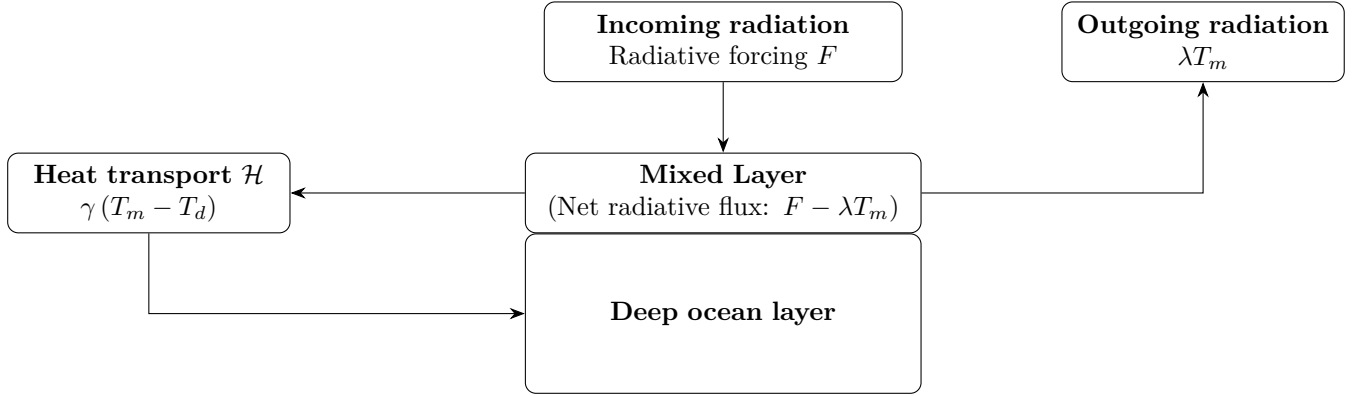 Incoming radiation
Radiative forcing F
Outgoing radiation
λT_m
Heat transport ℋ
γ (T_m − T_d)
Mixed Layer
(Net radiative flux: F − λT_m)
Deep ocean layer